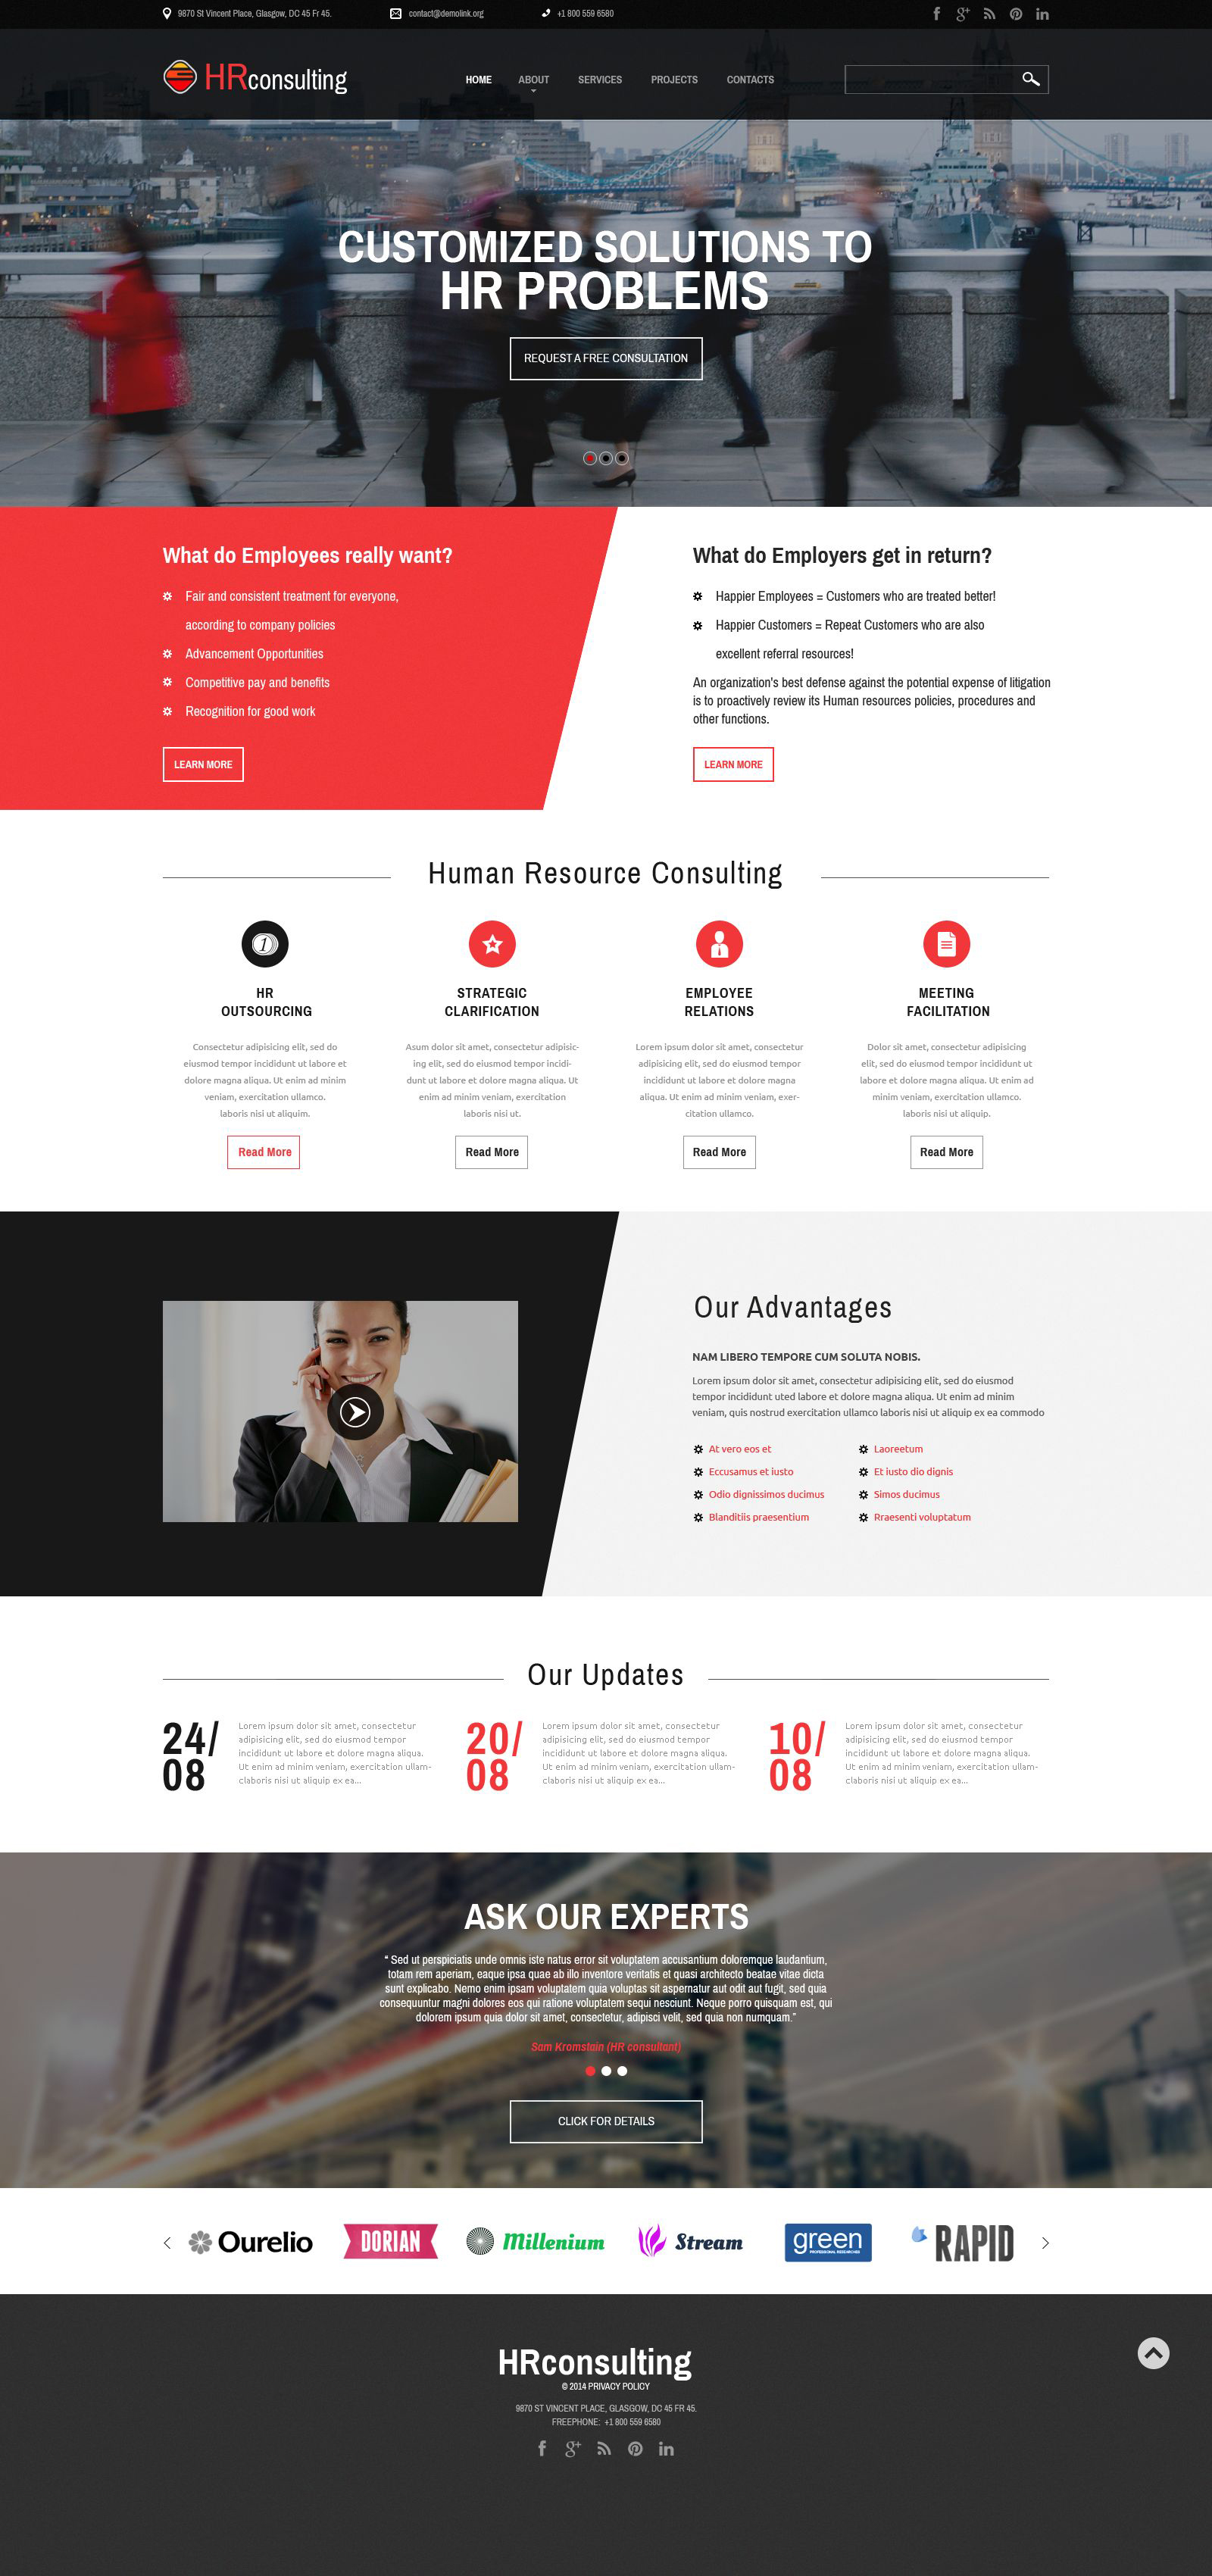 9870 St Vincent Place, Glasgow, DC 45 Fr 45.
contact@demolink.org
+1 800 559 6580
HRconsulting
HOME
ABOUT
SERVICES
PROJECTS
CONTACTS
CUSTOMIZED SOLUTIONS TO
HR PROBLEMS
REQUEST A FREE CONSULTATION
What do Employees really want?
Fair and consistent treatment for everyone,
according to company policies
Advancement Opportunities
Competitive pay and benefits
Recognition for good work
LEARN MORE
What do Employers get in return?
Happier Employees = Customers who are treated better!
Happier Customers = Repeat Customers who are also
excellent referral resources!
An organization's best defense against the potential expense of litigation
is to proactively review its Human resources policies, procedures and
other functions.
LEARN MORE
Human Resource Consulting
1
HR
OUTSOURCING
Consectetur adipisicing elit, sed do
eiusmod tempor incididunt ut labore et
dolore magna aliqua. Ut enim ad minim
veniam, exercitation ullamco.
laboris nisi ut aliquim.
Read More
STRATEGIC
CLARIFICATION
Asum dolor sit amet, consectetur adipisic-
ing elit, sed do eiusmod tempor incidi-
dunt ut labore et dolore magna aliqua. Ut
enim ad minim veniam, exercitation
laboris nisi ut.
Read More
EMPLOYEE
RELATIONS
Lorem ipsum dolor sit amet, consectetur
adipisicing elit, sed do eiusmod tempor
incididunt ut labore et dolore magna
aliqua. Ut enim ad minim veniam, exer-
citation ullamco.
Read More
MEETING
FACILITATION
Dolor sit amet, consectetur adipisicing
elit, sed do eiusmod tempor incididunt ut
labore et dolore magna aliqua. Ut enim ad
minim veniam, exercitation ullamco.
laboris nisi ut aliquip.
Read More
Our Advantages
NAM LIBERO TEMPORE CUM SOLUTA NOBIS.
Lorem ipsum dolor sit amet, consectetur adipisicing elit, sed do eiusmod
tempor incididunt uted labore et dolore magna aliqua. Ut enim ad minim
veniam, quis nostrud exercitation ullamco laboris nisi ut aliquip ex ea commodo
At vero eos et
Eccusamus et iusto
Odio dignissimos ducimus
Blanditiis praesentium
Laoreetum
Et iusto dio dignis
Simos ducimus
Rraesenti voluptatum
Our Updates
24/
08
Lorem ipsum dolor sit amet, consectetur
adipisicing elit, sed do eiusmod tempor
incididunt ut labore et dolore magna aliqua.
Ut enim ad minim veniam, exercitation ullam-
claboris nisi ut aliquip ex ea...
20/
08
Lorem ipsum dolor sit amet, consectetur
adipisicing elit, sed do eiusmod tempor
incididunt ut labore et dolore magna aliqua.
Ut enim ad minim veniam, exercitation ullam-
claboris nisi ut aliquip ex ea...
10/
08
Lorem ipsum dolor sit amet, consectetur
adipisicing elit, sed do eiusmod tempor
incididunt ut labore et dolore magna aliqua.
Ut enim ad minim veniam, exercitation ullam-
claboris nisi ut aliquip ex ea...
ASK OUR EXPERTS
“ Sed ut perspiciatis unde omnis iste natus error sit voluptatem accusantium doloremque laudantium,
totam rem aperiam, eaque ipsa quae ab illo inventore veritatis et quasi architecto beatae vitae dicta
sunt explicabo. Nemo enim ipsam voluptatem quia voluptas sit aspernatur aut odit aut fugit, sed quia
consequuntur magni dolores eos qui ratione voluptatem sequi nesciunt. Neque porro quisquam est, qui
dolorem ipsum quia dolor sit amet, consectetur, adipisci velit, sed quia non numquam.”
Sam Kromstain (HR consultant)
CLICK FOR DETAILS
Ourelio
DORIAN
Millenium
Stream
green
PROFESSIONAL RESEARCHES
RAPID
HRconsulting
© 2014 PRIVACY POLICY
9870 ST VINCENT PLACE, GLASGOW, DC 45 FR 45.
FREEPHONE: +1 800 559 6580